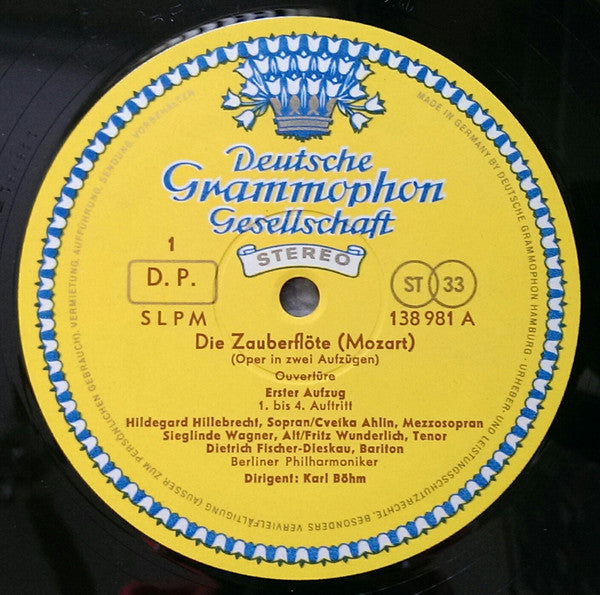 Deutsche
Grammophon
Gesellschaft
STEREO
1
D. P.
ST 33
SLPM
138 981 A
Die Zauberflöte (Mozart)
(Oper in zwei Aufzügen)
Ouvertüre
Erster Aufzug
1. bis 4. Auftritt
Hildegard Hillebrecht, Sopran/Cvetka Ahlin, Mezzosopran
Sieglinde Wagner, Alt/Fritz Wunderlich, Tenor
Dietrich Fischer-Dieskau, Bariton
Berliner Philharmoniker
Dirigent: Karl Böhm
MADE IN GERMANY BY DEUTSCHE GRAMMOPHON HAMBURG · URHEBER- UND LEISTUNGSSCHUTZRECHTE, BESONDERS VERVIELFÄLTIGUNG (AUSSER ZUM PERSÖNLICHEN GEBRAUCH), VERMIETUNG, AUFFÜHRUNG, SENDUNG, VORBEHALTEN